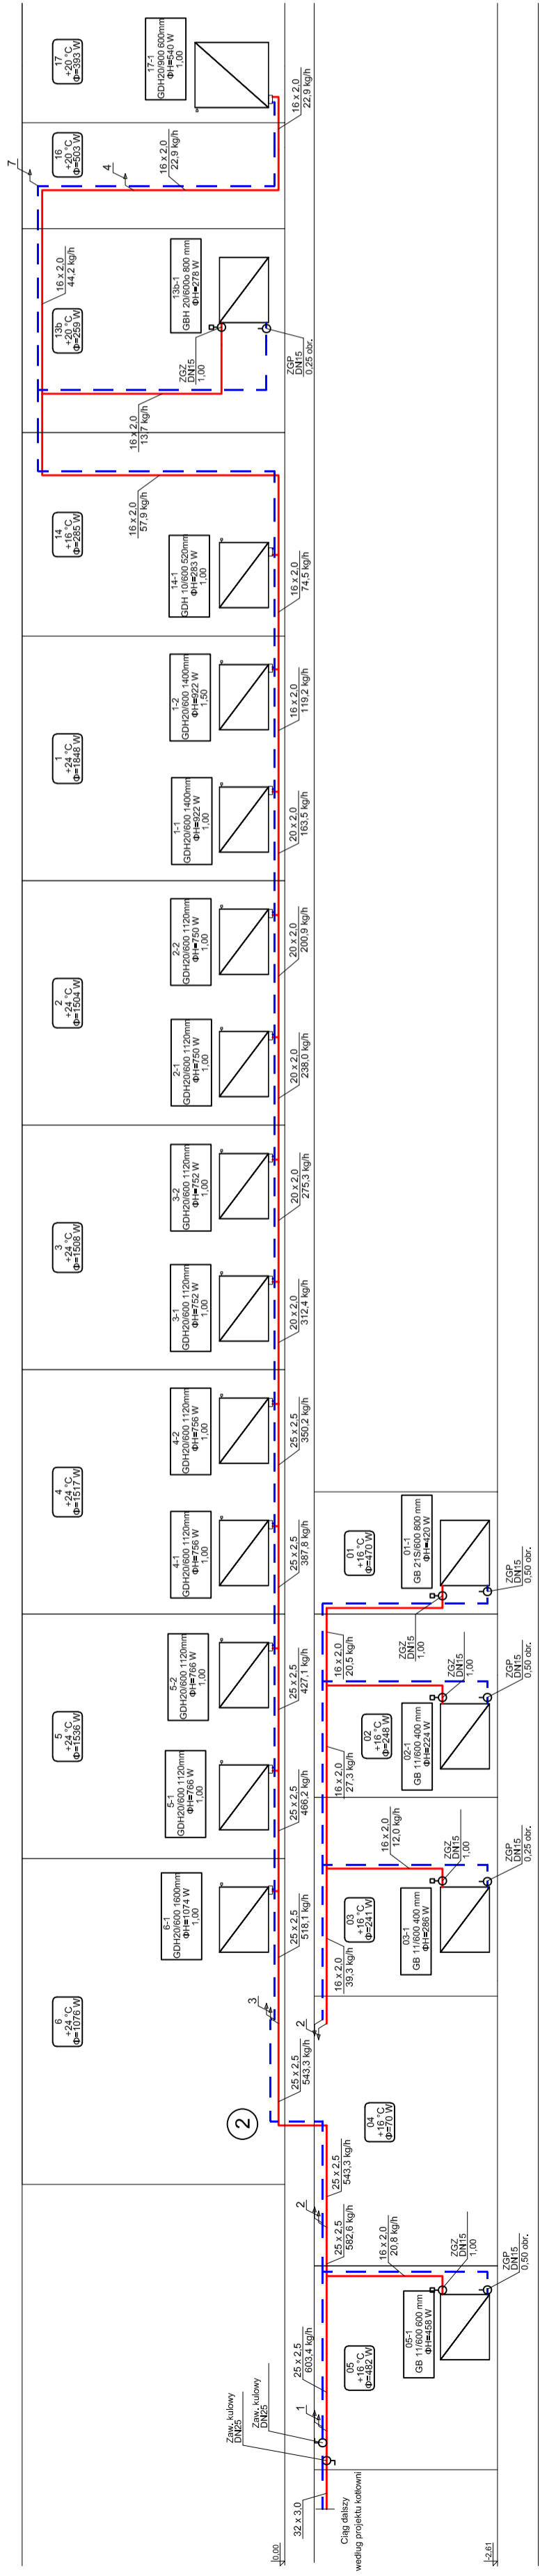 0,00
-2,61
32 x 3,0
Ciąg dalszy
według projektu kotłowni
Zaw. kulowy
DN25
Zaw. kulowy
DN25
1
25 x 2,5
603,4 kg/h
05
+16 °C
Φ=482 W
05-1
GB 11/600 600 mm
ΦH=458 W
16 x 2,0
20,8 kg/h
ZGZ
DN15
1,00
ZGP
DN15
0,50 obr.
25 x 2,5
582,6 kg/h
2
25 x 2,5
543,3 kg/h
04
+16 °C
Φ=70 W
2
25 x 2,5
543,3 kg/h
3
2
6
+24 °C
Φ=1076 W
6-1
GDH20/600 1600mm
ΦH=1074 W
1,00
25 x 2,5
518,1 kg/h
5
+24 °C
Φ=1536 W
5-1
GDH20/600 1120mm
ΦH=766 W
1,00
25 x 2,5
466,2 kg/h
5-2
GDH20/600 1120mm
ΦH=766 W
1,00
25 x 2,5
427,1 kg/h
4
+24 °C
Φ=1517 W
4-1
GDH20/600 1120mm
ΦH=756 W
1,00
25 x 2,5
387,8 kg/h
4-2
GDH20/600 1120mm
ΦH=756 W
1,00
25 x 2,5
350,2 kg/h
3
+24 °C
Φ=1508 W
3-1
GDH20/600 1120mm
ΦH=752 W
1,00
20 x 2,0
312,4 kg/h
3-2
GDH20/600 1120mm
ΦH=752 W
1,00
20 x 2,0
275,3 kg/h
2
+24 °C
Φ=1504 W
2-1
GDH20/600 1120mm
ΦH=750 W
1,00
20 x 2,0
238,0 kg/h
2-2
GDH20/600 1120mm
ΦH=750 W
1,00
20 x 2,0
200,9 kg/h
1
+24 °C
Φ=1848 W
1-1
GDH20/600 1400mm
ΦH=922 W
1,00
20 x 2,0
163,5 kg/h
1-2
GDH20/600 1400mm
ΦH=922 W
1,50
16 x 2,0
119,2 kg/h
14
+16 °C
Φ=285 W
14-1
GDH 10/600 520mm
ΦH=283 W
1,00
16 x 2,0
74,5 kg/h
16 x 2,0
57,9 kg/h
16 x 2,0
13,7 kg/h
13b
+20 °C
Φ=259 W
13b-1
GBH 20/600o 800 mm
ΦH=278 W
ZGZ
DN15
1,00
ZGP
DN15
0,25 obr.
16 x 2,0
44,2 kg/h
7
4
16
+20 °C
Φ=503 W
16 x 2,0
22,9 kg/h
17
+20 °C
Φ=393 W
17-1
GDH20/900 600mm
ΦH=540 W
1,00
16 x 2,0
22,9 kg/h
16 x 2,0
39,3 kg/h
03
+16 °C
Φ=241 W
03-1
GB 11/600 400 mm
ΦH=286 W
16 x 2,0
12,0 kg/h
ZGZ
DN15
1,00
ZGP
DN15
0,25 obr.
16 x 2,0
27,3 kg/h
02
+16 °C
Φ=248 W
02-1
GB 11/600 400 mm
ΦH=224 W
ZGZ
DN15
1,00
ZGP
DN15
0,50 obr.
16 x 2,0
20,5 kg/h
01
+16 °C
Φ=470 W
01-1
GB 21S/600 800 mm
ΦH=420 W
ZGZ
DN15
1,00
ZGP
DN15
0,50 obr.